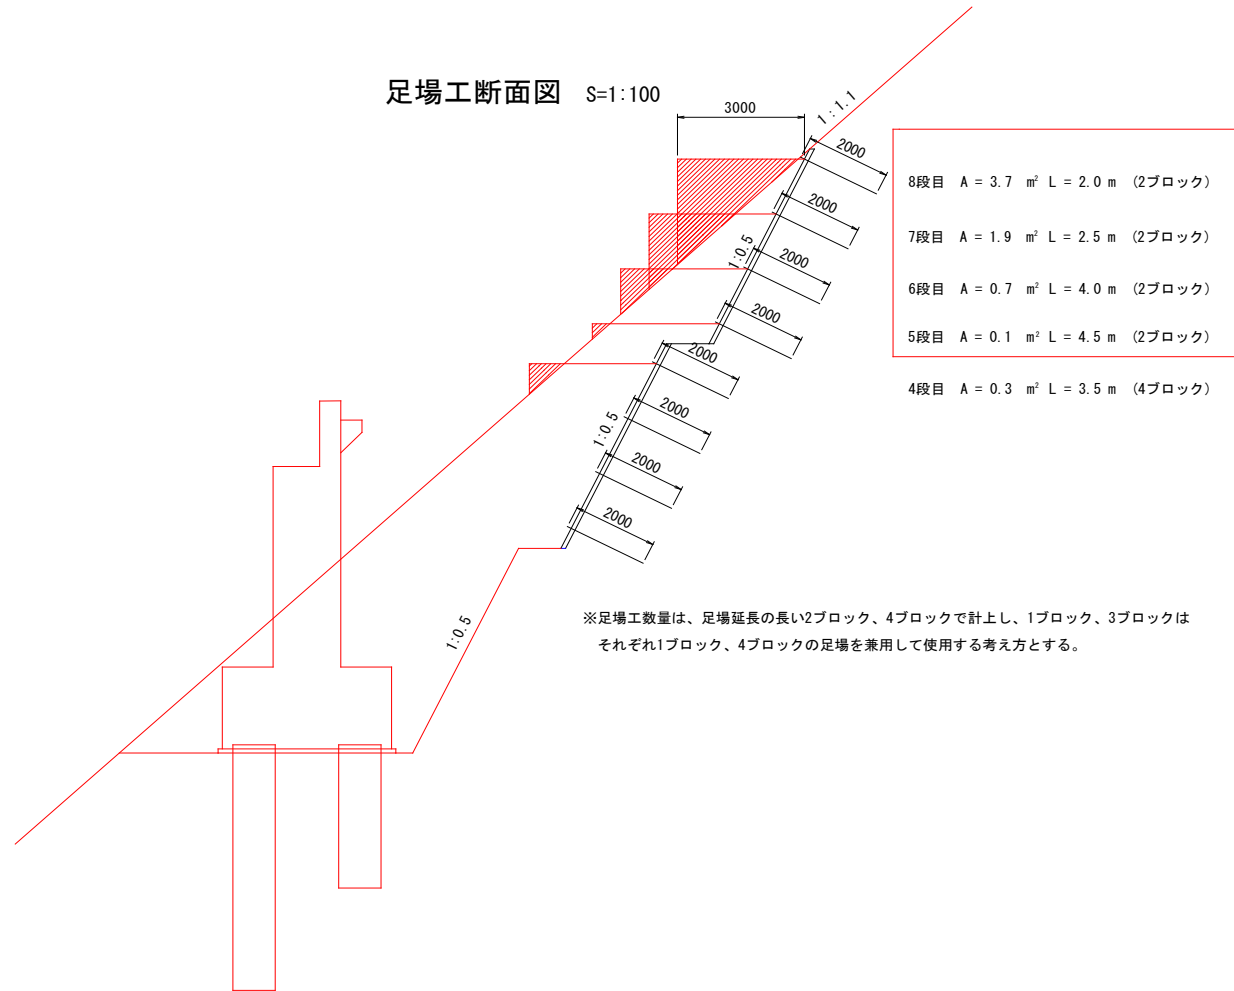 足場工断面図 S=1:100
3000
1:1.1
2000
8段目 A = 3.7 m² L = 2.0 m (2ブロック)
2000
7段目 A = 1.9 m² L = 2.5 m (2ブロック)
1:0.5
2000
6段目 A = 0.7 m² L = 4.0 m (2ブロック)
2000
5段目 A = 0.1 m² L = 4.5 m (2ブロック)
2000
4段目 A = 0.3 m² L = 3.5 m (4ブロック)
2000
1:0.5
2000
2000
1:0.5
※足場工数量は、足場延長の長い2ブロック、4ブロックで計上し、1ブロック、3ブロックは
それぞれ1ブロック、4ブロックの足場を兼用して使用する考え方とする。